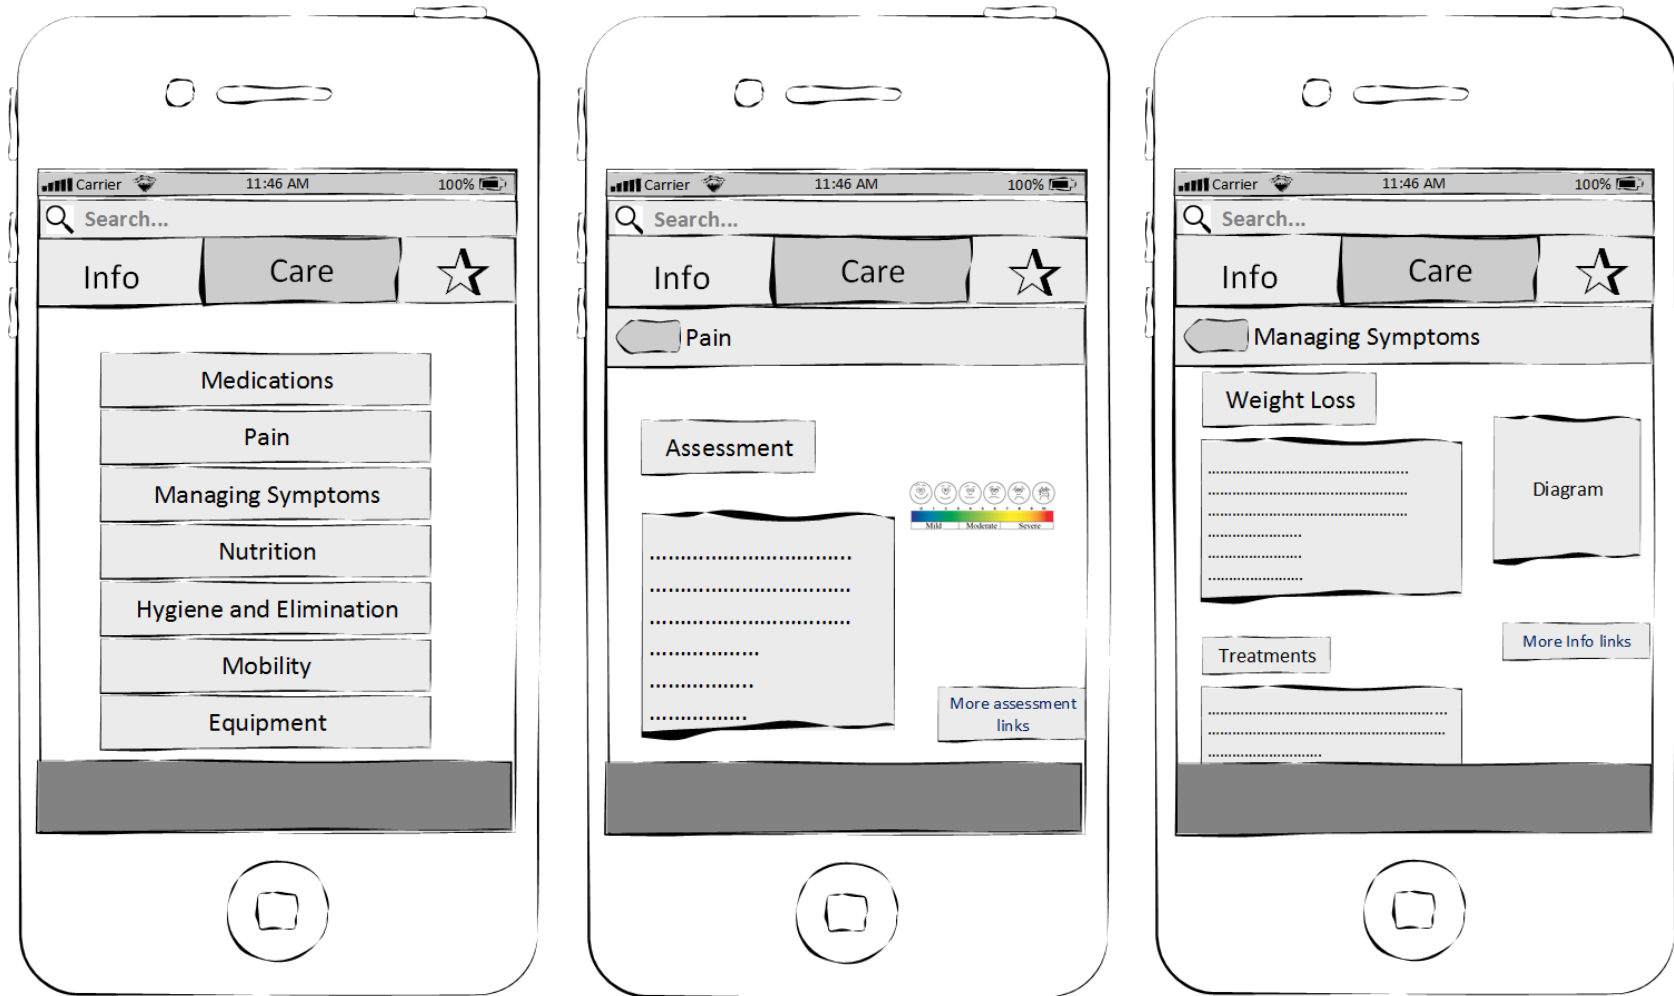 Carrier 11:46 AM 100%
Search...
Info Care
Medications
Pain
Managing Symptoms
Nutrition
Hygiene and Elimination
Mobility
Equipment
Carrier 11:46 AM 100%
Search...
Info Care
Pain
Assessment
Mild Moderate Severe
More assessment
links
Carrier 11:46 AM 100%
Search...
Info Care
Managing Symptoms
Weight Loss
Diagram
More Info links
Treatments